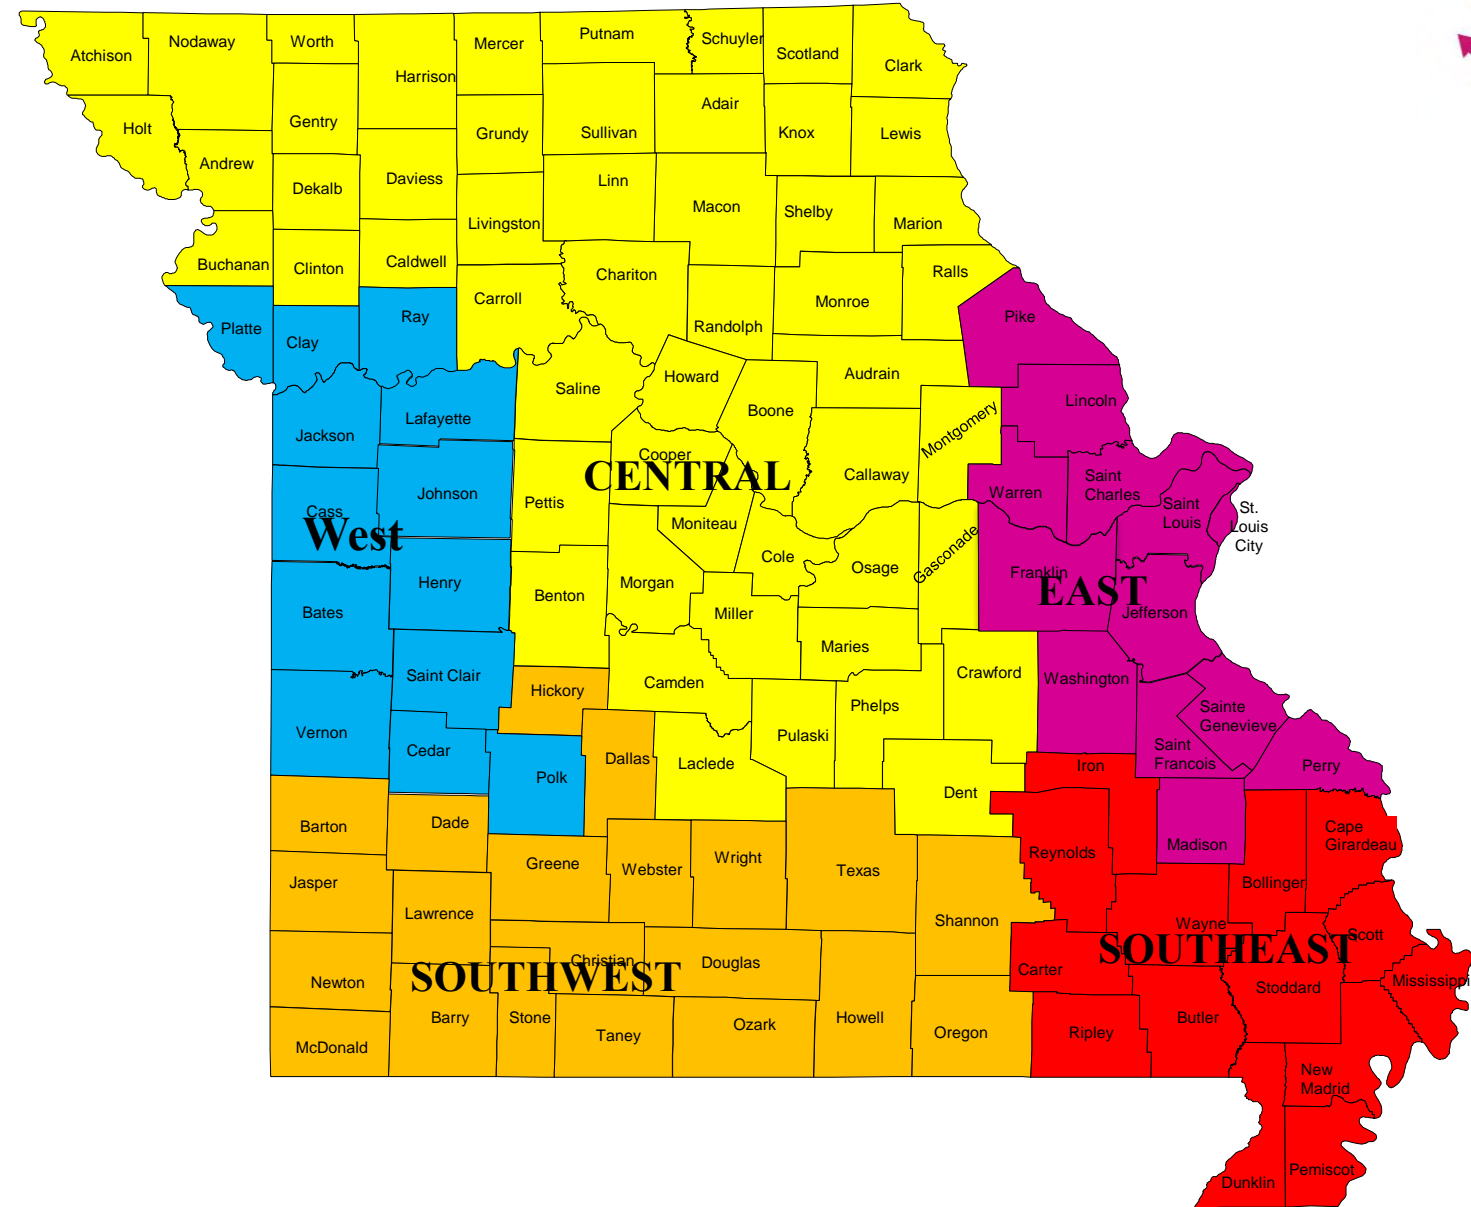 Atchison
Nodaway
Worth
Harrison
Mercer
Putnam
Schuyler
Scotland
Clark
Holt
Gentry
Grundy
Sullivan
Adair
Knox
Lewis
Andrew
Dekalb
Daviess
Linn
Livingston
Macon
Shelby
Marion
Buchanan
Clinton
Caldwell
Chariton
Ralls
Carroll
Monroe
Randolph
Platte
Clay
Ray
Pike
Saline
Howard
Audrain
Boone
Lincoln
Jackson
Lafayette
Montgomery
Cooper
CENTRAL
Callaway
Johnson
Pettis
Warren
Saint
Charles
Saint
Louis
St.
Louis
City
Cass
West
Moniteau
Cole
Osage
Gasconade
Franklin
EAST
Jefferson
Henry
Benton
Morgan
Miller
Bates
Maries
Saint Clair
Hickory
Camden
Crawford
Washington
Phelps
Sainte
Genevieve
Vernon
Cedar
Polk
Dallas
Laclede
Pulaski
Saint
Francois
Iron
Perry
Dent
Barton
Dade
Cape
Girardeau
Greene
Webster
Wright
Texas
Reynolds
Madison
Bollinger
Jasper
Lawrence
Shannon
Wayne
SOUTHEAST
Scott
Christian
SOUTHWEST
Douglas
Carter
Mississippi
Newton
Stoddard
Barry
Stone
Taney
Ozark
Howell
Oregon
Ripley
Butler
McDonald
New
Madrid
Pemiscot
Dunklin